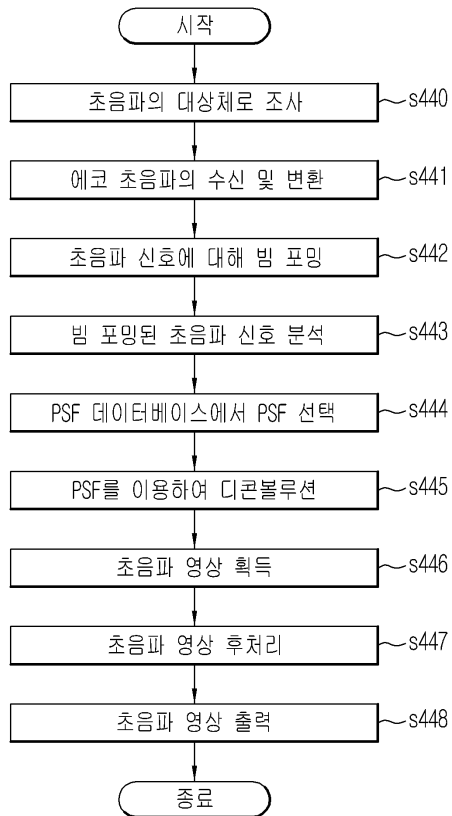 시작
초음파의 대상체로 조사 s440
에코 초음파의 수신 및 변환 s441
초음파 신호에 대해 빔 포밍 s442
빔 포밍된 초음파 신호 분석 s443
PSF 데이터베이스에서 PSF 선택 s444
PSF를 이용하여 디콘볼루션 s445
초음파 영상 획득 s446
초음파 영상 후처리 s447
초음파 영상 출력 s448
종료